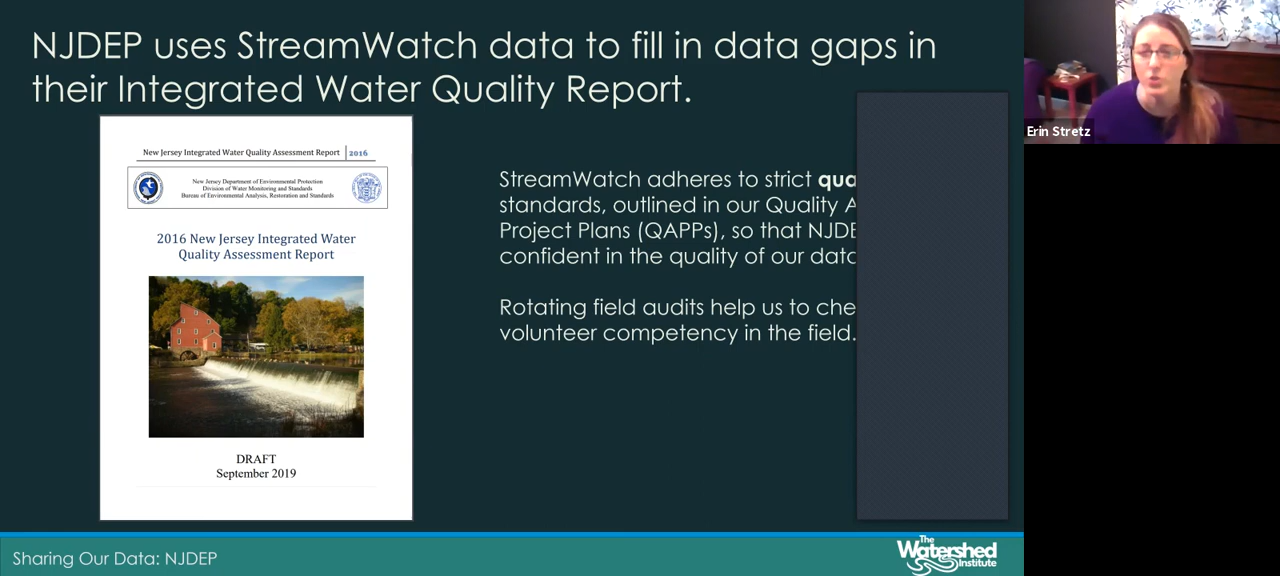 NJDEP uses StreamWatch data to fill in data gaps in
their Integrated Water Quality Report.
New Jersey Integrated Water Quality Assessment Report 2016
New Jersey Department of Environmental Protection
Division of Water Monitoring and Standards
Bureau of Environmental Analysis, Restoration and Standards
2016 New Jersey Integrated Water
Quality Assessment Report
DRAFT
September 2019
StreamWatch adheres to strict qua
standards, outlined in our Quality A
Project Plans (QAPPs), so that NJDE
confident in the quality of our data
Rotating field audits help us to che
volunteer competency in the field.
Erin Stretz
Sharing Our Data: NJDEP
The
Watershed
Institute